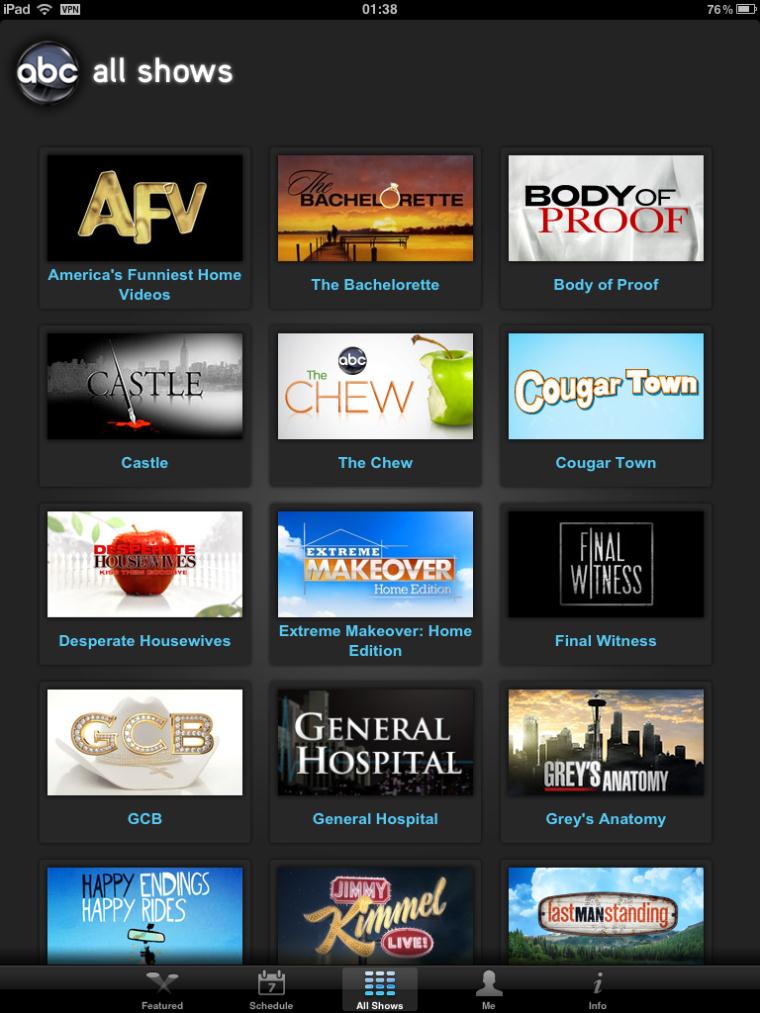 iPad VPN 01:38 76%
abc all shows
AFV
The
BACHELORETTE
BODY OF
PROOF
America's Funniest Home
Videos
The Bachelorette
Body of Proof
CASTLE
abc
The
CHEW
Cougar Town
Castle
The Chew
Cougar Town
DESPERATE
HOUSEWIVES
KISS THEM GOODBYE
EXTREME
MAKEOVER
Home Edition
FINAL
WITNESS
Desperate Housewives
Extreme Makeover: Home
Edition
Final Witness
GCB
GENERAL
HOSPITAL
GREY'S ANATOMY
GCB
General Hospital
Grey's Anatomy
HAPPY ENDINGS
HAPPY RIDES
JIMMY
Kimmel
LIVE!
last MAN standing
7
Featured
Schedule
All Shows
Me
i
Info